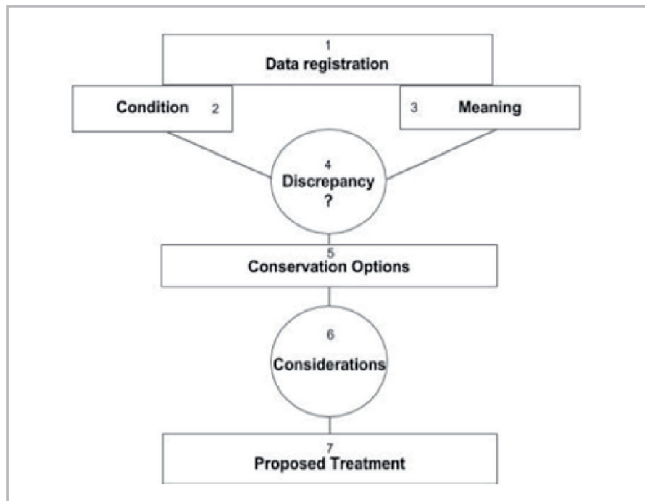 1
Data registration
Condition 2
3 Meaning
4
Discrepancy
?
5
Conservation Options
6
Considerations
7
Proposed Treatment